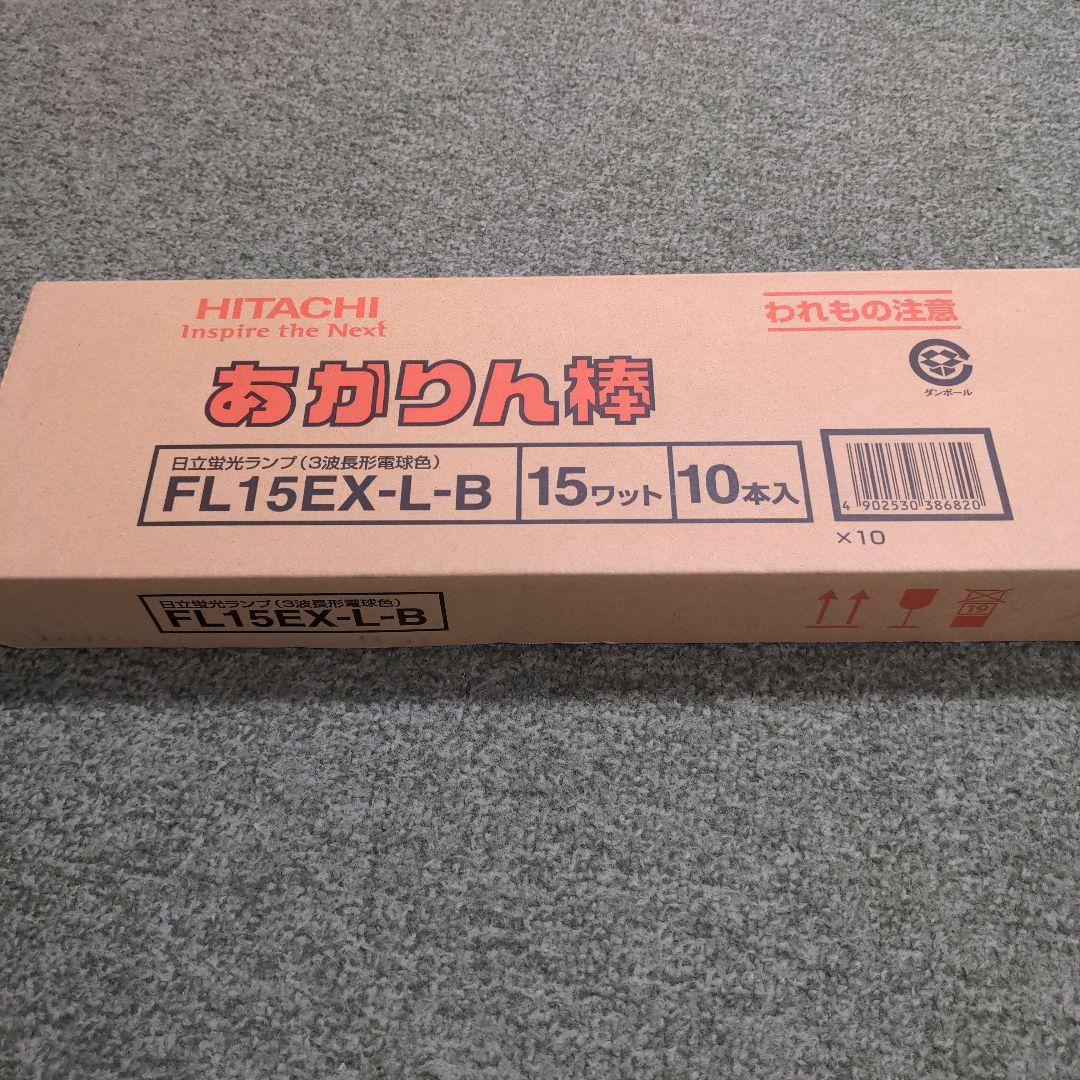 HITACHI
Inspire the Next
われもの注意
あかりん棒
ダンボール
日立蛍光ランプ(3波長形電球色)
FL15EX-L-B
15ワット
10本入
4 902530 386820
×10
日立蛍光ランプ(3波長形電球色)
FL15EX-L-B
19